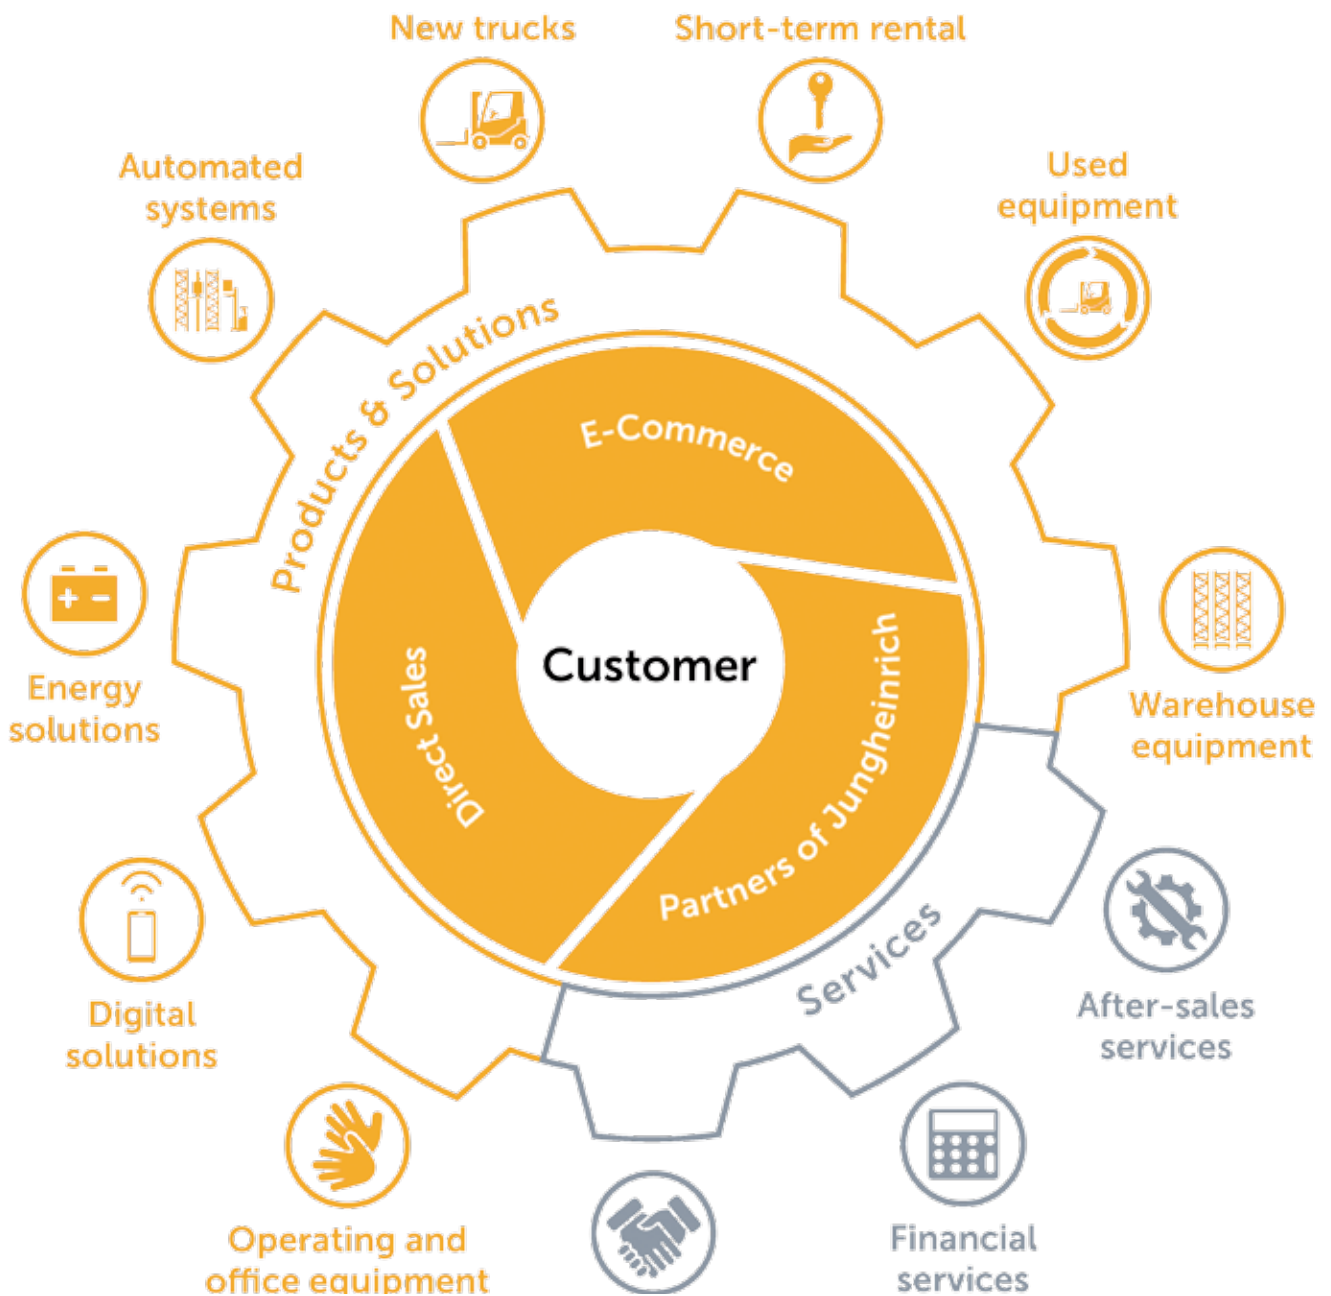 New trucks
Short-term rental
Automated
systems
Used
equipment
Products & Solutions
E-Commerce
Customer
Direct Sales
Partners of Jungheinrich
Energy
solutions
Warehouse
equipment
Services
Digital
solutions
After-sales
services
Operating and
office equipment
Financial
services